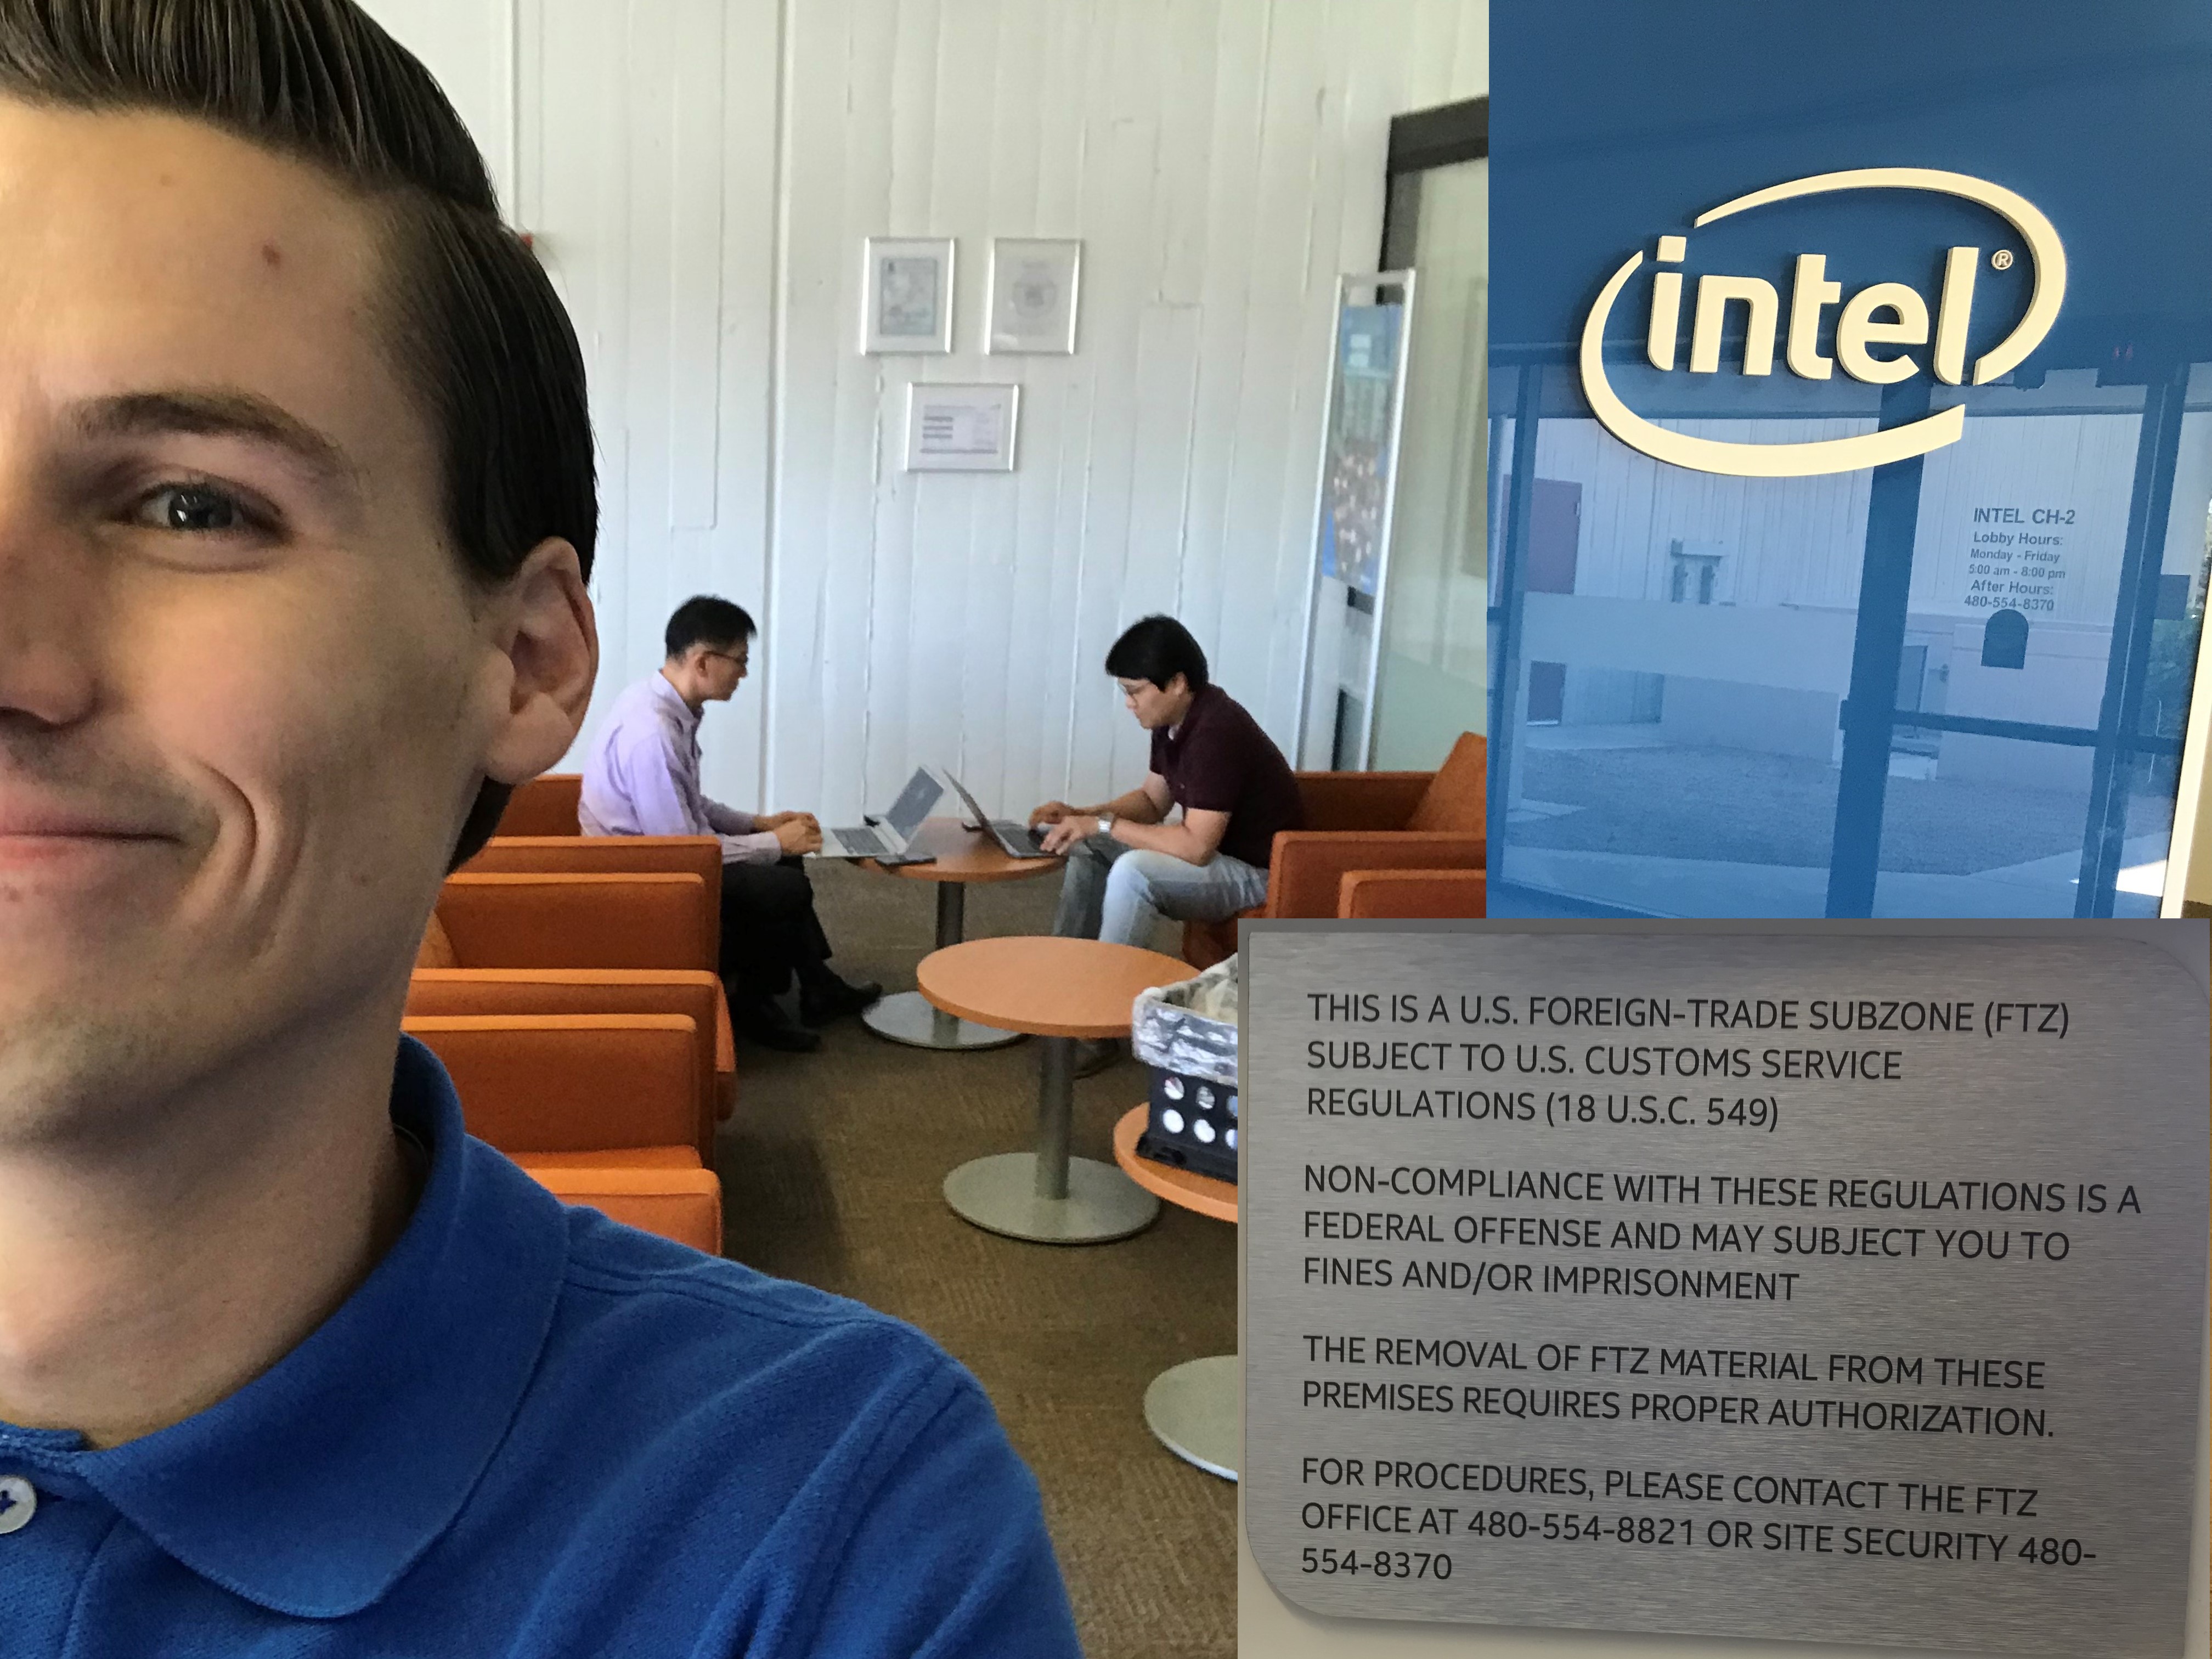 intel®
INTEL CH-2
Lobby Hours:
Monday - Friday
5:00 am - 8:00 pm
After Hours:
480-554-8370
THIS IS A U.S. FOREIGN-TRADE SUBZONE (FTZ)
SUBJECT TO U.S. CUSTOMS SERVICE
REGULATIONS (18 U.S.C. 549)
NON-COMPLIANCE WITH THESE REGULATIONS IS A
FEDERAL OFFENSE AND MAY SUBJECT YOU TO
FINES AND/OR IMPRISONMENT
THE REMOVAL OF FTZ MATERIAL FROM THESE
PREMISES REQUIRES PROPER AUTHORIZATION.
FOR PROCEDURES, PLEASE CONTACT THE FTZ
OFFICE AT 480-554-8821 OR SITE SECURITY 480-
554-8370